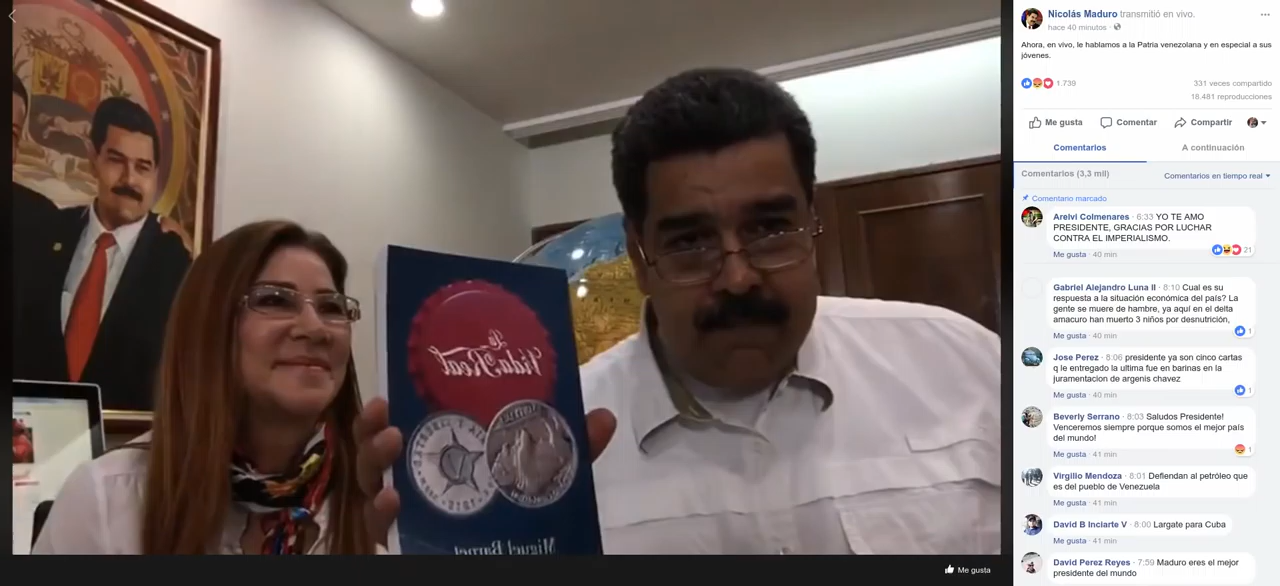 La
Vida Real
Miguel Barnet
Me gusta
Nicolás Maduro transmitió en vivo.
hace 40 minutos ·
Ahora, en vivo, le hablamos a la Patria venezolana y en especial a sus
jóvenes.
1.739
331 veces compartido
18.481 reproducciones
Me gusta Comentar Compartir
Comentarios A continuación
Comentarios (3,3 mil) Comentarios en tiempo real
Comentario marcado
Arelvi Colmenares · 6:33 YO TE AMO
PRESIDENTE, GRACIAS POR LUCHAR
CONTRA EL IMPERIALISMO.
21
Me gusta · 40 min
Gabriel Alejandro Luna II · 8:10 Cual es su
respuesta a la situación económica del país? La
gente se muere de hambre, ya aquí en el delta
amacuro han muerto 3 niños por desnutrición,
1
Me gusta · 40 min
Jose Perez · 8:06 presidente ya son cinco cartas
q le entregado la ultima fue en barinas en la
juramentacion de argenis chavez
1
Me gusta · 40 min
Beverly Serrano · 8:03 Saludos Presidente!
Venceremos siempre porque somos el mejor país
del mundo!
1
Me gusta · 41 min
Virgilio Mendoza · 8:01 Defiendan al petróleo que
es del pueblo de Venezuela
Me gusta · 41 min
David B Inciarte V · 8:00 Largate para Cuba
Me gusta · 41 min
David Perez Reyes · 7:59 Maduro eres el mejor
presidente del mundo